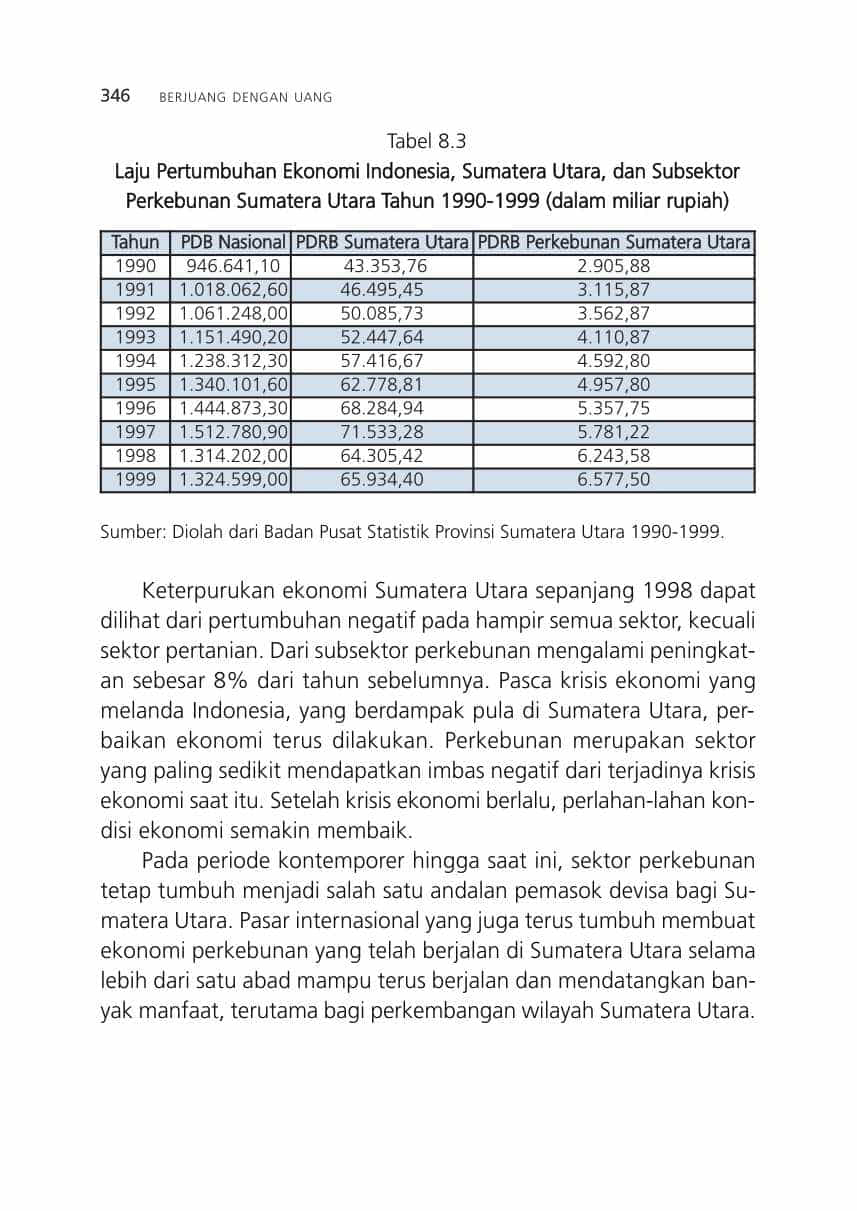 346 BERJUANG DENGAN UANG
Tabel 8.3
Laju Pertumbuhan Ekonomi Indonesia, Sumatera Utara, dan Subsektor
Perkebunan Sumatera Utara Tahun 1990-1999 (dalam miliar rupiah)
Tahun PDB Nasional PDRB Sumatera Utara PDRB Perkebunan Sumatera Utara
1990 946.641,10 43.353,76 2.905,88
1991 1.018.062,60 46.495,45 3.115,87
1992 1.061.248,00 50.085,73 3.562,87
1993 1.151.490,20 52.447,64 4.110,87
1994 1.238.312,30 57.416,67 4.592,80
1995 1.340.101,60 62.778,81 4.957,80
1996 1.444.873,30 68.284,94 5.357,75
1997 1.512.780,90 71.533,28 5.781,22
1998 1.314.202,00 64.305,42 6.243,58
1999 1.324.599,00 65.934,40 6.577,50
Sumber: Diolah dari Badan Pusat Statistik Provinsi Sumatera Utara 1990-1999.
Keterpurukan ekonomi Sumatera Utara sepanjang 1998 dapat
dilihat dari pertumbuhan negatif pada hampir semua sektor, kecuali
sektor pertanian. Dari subsektor perkebunan mengalami peningkat-
an sebesar 8% dari tahun sebelumnya. Pasca krisis ekonomi yang
melanda Indonesia, yang berdampak pula di Sumatera Utara, per-
baikan ekonomi terus dilakukan. Perkebunan merupakan sektor
yang paling sedikit mendapatkan imbas negatif dari terjadinya krisis
ekonomi saat itu. Setelah krisis ekonomi berlalu, perlahan-lahan kon-
disi ekonomi semakin membaik.
Pada periode kontemporer hingga saat ini, sektor perkebunan
tetap tumbuh menjadi salah satu andalan pemasok devisa bagi Su-
matera Utara. Pasar internasional yang juga terus tumbuh membuat
ekonomi perkebunan yang telah berjalan di Sumatera Utara selama
lebih dari satu abad mampu terus berjalan dan mendatangkan ban-
yak manfaat, terutama bagi perkembangan wilayah Sumatera Utara.